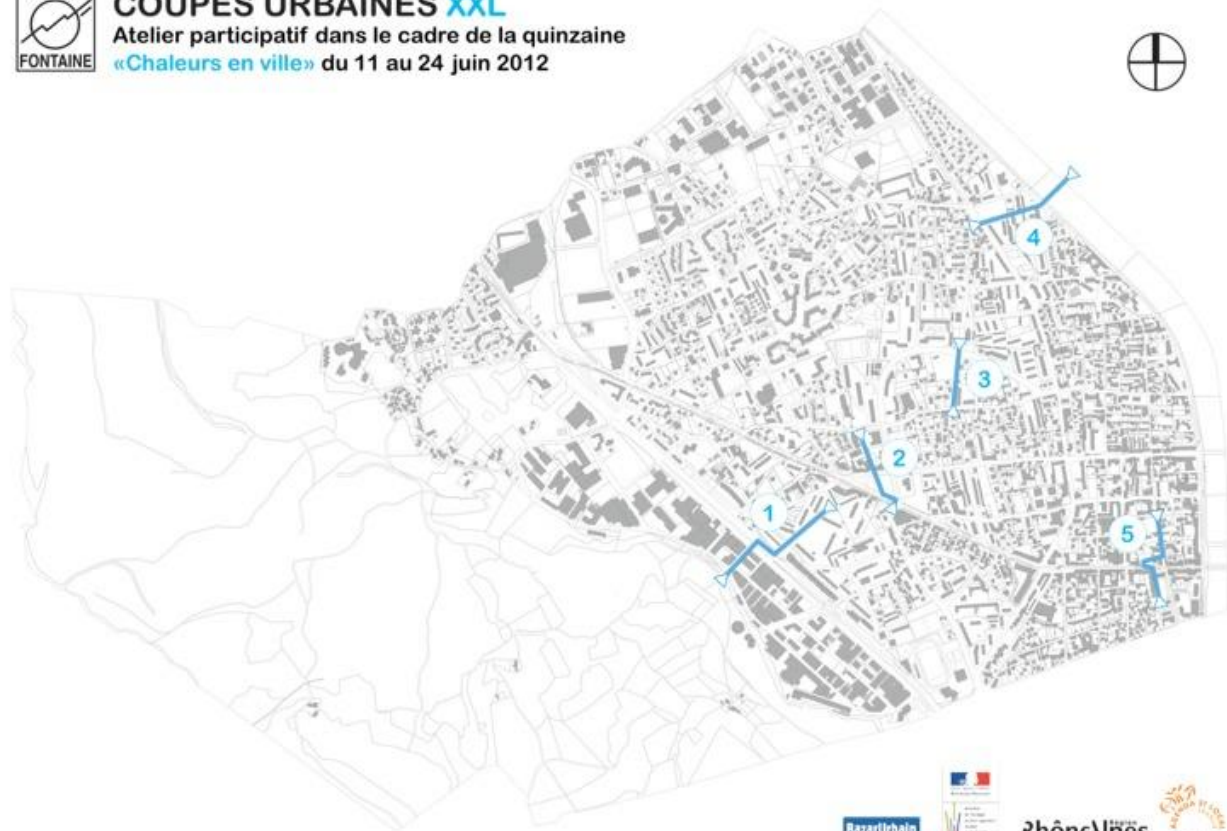 COUPES URBAINES XXL
Atelier participatif dans le cadre de la quinzaine
«Chaleurs en ville» du 11 au 24 juin 2012
FONTAINE
4
3
2
1
5
BazarUrbain
RhôneAlpes